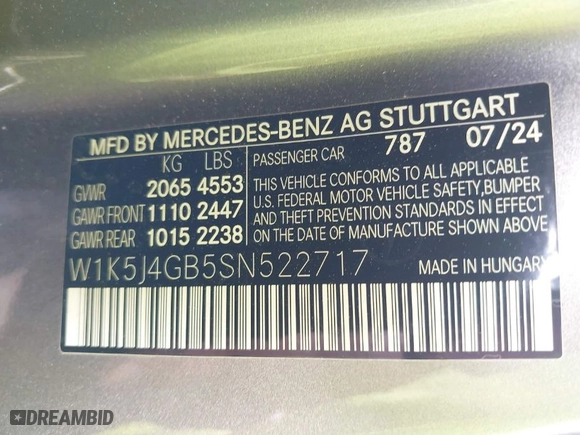 MFD BY MERCEDES-BENZ AG STUTTGART
KG LBS
PASSENGER CAR 787 07/24
GVWR 2065 4553
GAWR FRONT 1110 2447
GAWR REAR 1015 2238
THIS VEHICLE CONFORMS TO ALL APPLICABLE
U.S. FEDERAL MOTOR VEHICLE SAFETY, BUMPER
AND THEFT PREVENTION STANDARDS IN EFFECT
ON THE DATE OF MANUFACTURE SHOWN ABOVE
W1K5J4GB5SN522717 MADE IN HUNGARY
DREAMBID